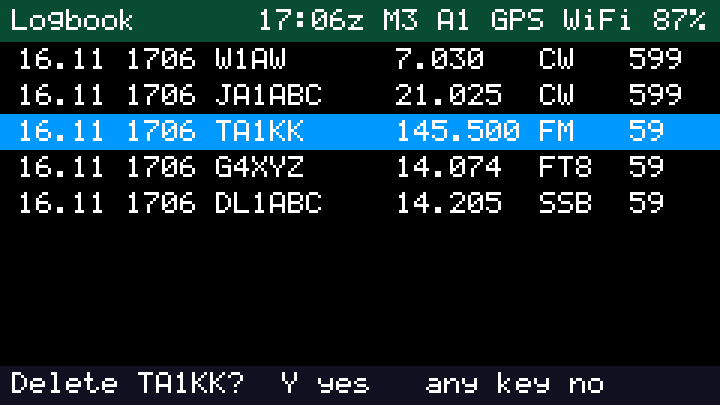 Logbook 17:06z M3 A1 GPS WiFi 87%
16.11 1706 W1AW 7.030 CW 599
16.11 1706 JA1ABC 21.025 CW 599
16.11 1706 TA1KK 145.500 FM 59
16.11 1706 G4XYZ 14.074 FT8 59
16.11 1706 DL1ABC 14.205 SSB 59
Delete TA1KK? Y yes any key no